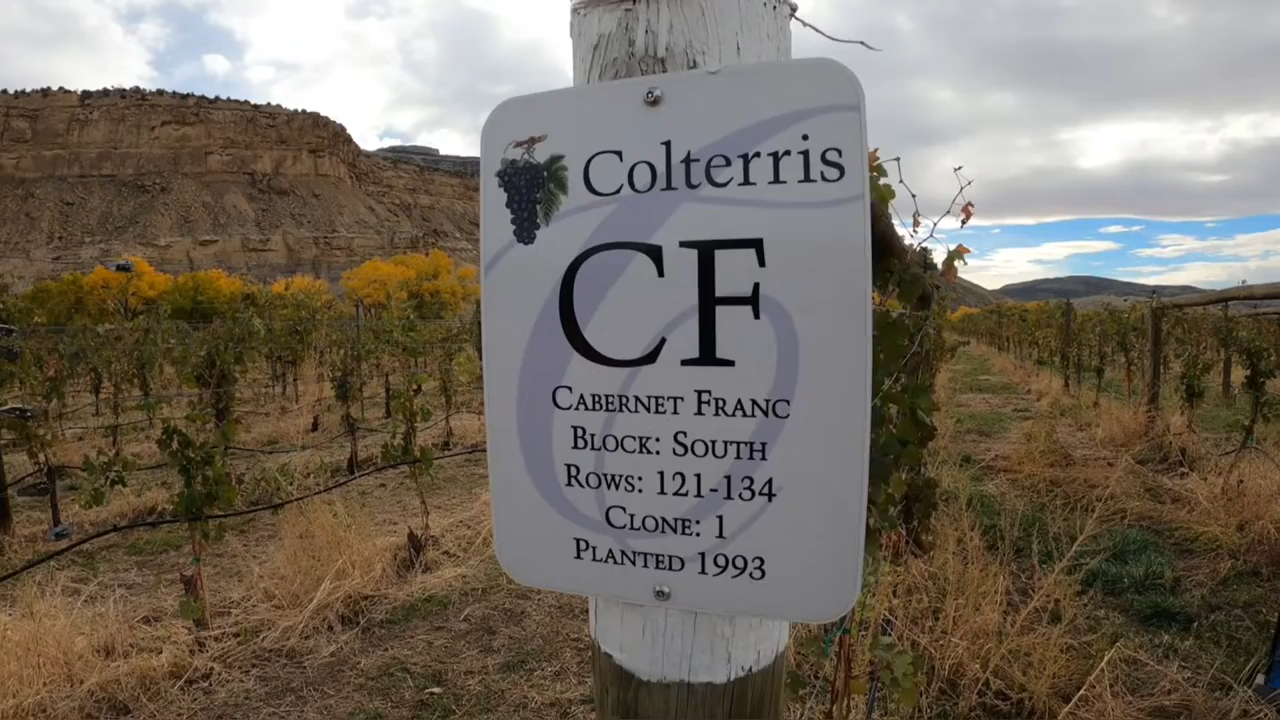 Colterris
CF
CABERNET FRANC
BLOCK: SOUTH
ROWS: 121-134
CLONE: 1
PLANTED 1993